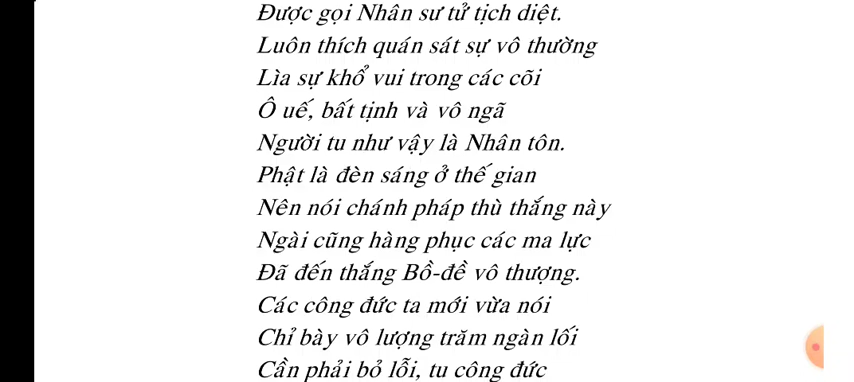 Được gọi Nhân sư tử tịch diệt.
Luôn thích quán sát sự vô thường
Lìa sự khổ vui trong các cõi
Ô uế, bất tịnh và vô ngã
Người tu như vậy là Nhân tôn.
Phật là đèn sáng ở thế gian
Nên nói chánh pháp thù thắng này
Ngài cũng hàng phục các ma lực
Đã đến thắng Bồ-đề vô thượng.
Các công đức ta mới vừa nói
Chỉ bày vô lượng trăm ngàn lối
Cần phải bỏ lỗi, tu công đức